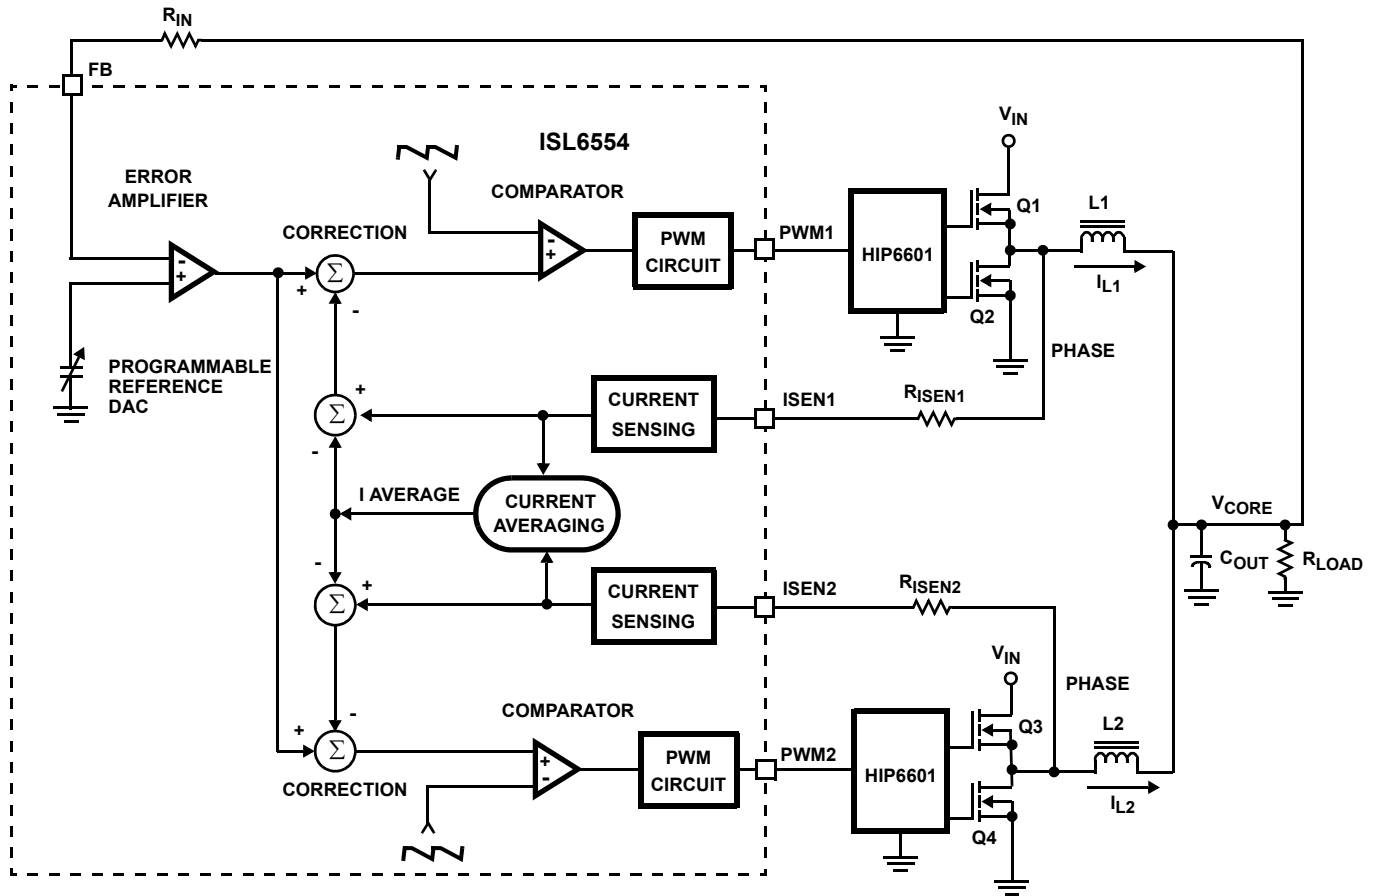 RIN
FB
ISL6554
VIN
ERROR
AMPLIFIER
COMPARATOR
CORRECTION
PWM
CIRCUIT
PWM1
HIP6601
Q1
L1
IL1
Q2
PHASE
-
+
-
+
Σ
+
-
PROGRAMMABLE
REFERENCE
DAC
+
Σ
-
CURRENT
SENSING
ISEN1
RISEN1
I AVERAGE
CURRENT
AVERAGING
VCORE
COUT
RLOAD
-
+
Σ
CURRENT
SENSING
ISEN2
RISEN2
VIN
PHASE
-
+
Σ
CORRECTION
COMPARATOR
+
-
PWM
CIRCUIT
PWM2
HIP6601
Q3
L2
IL2
Q4